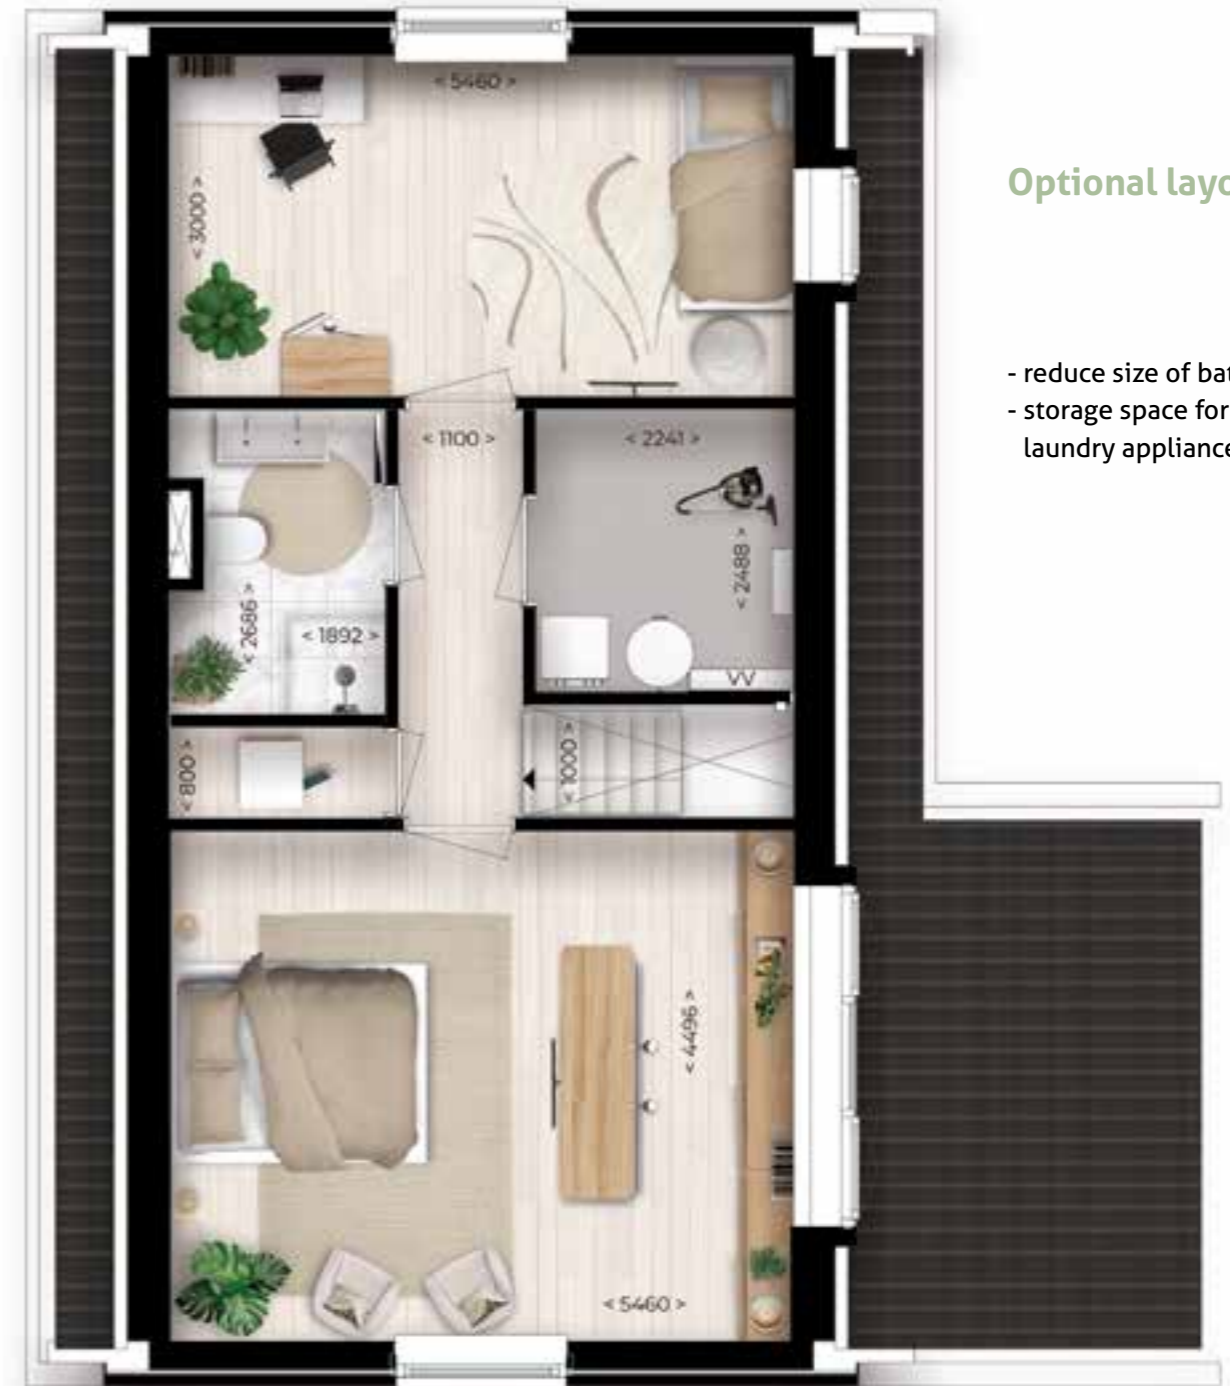 < 5460 >
Optional layo
< 3000 >
- reduce size of bat
- storage space for
laundry appliance
< 1100 >
< 2241 >
< 2488 >
< 2686 >
< 1892 >
< 800 >
< 1000 >
< 4496 >
< 5460 >